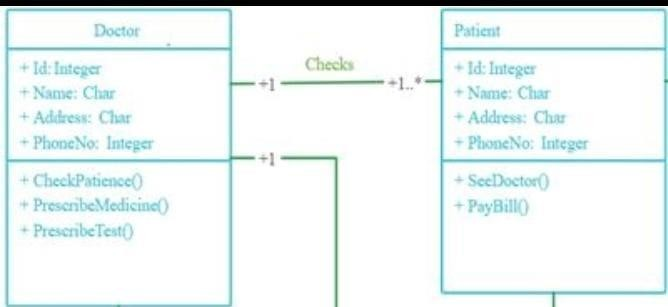 Doctor
+ Id: Integer
+ Name: Char
+ Address: Char
+ PhoneNo: Integer
+ CheckPatience()
+ PrescribeMedicine()
+ PrescribeTest()
+1
Checks
+1..*
+1
Patient
+ Id: Integer
+ Name: Char
+ Address: Char
+ PhoneNo: Integer
+ SeeDoctor()
+ PayBill()